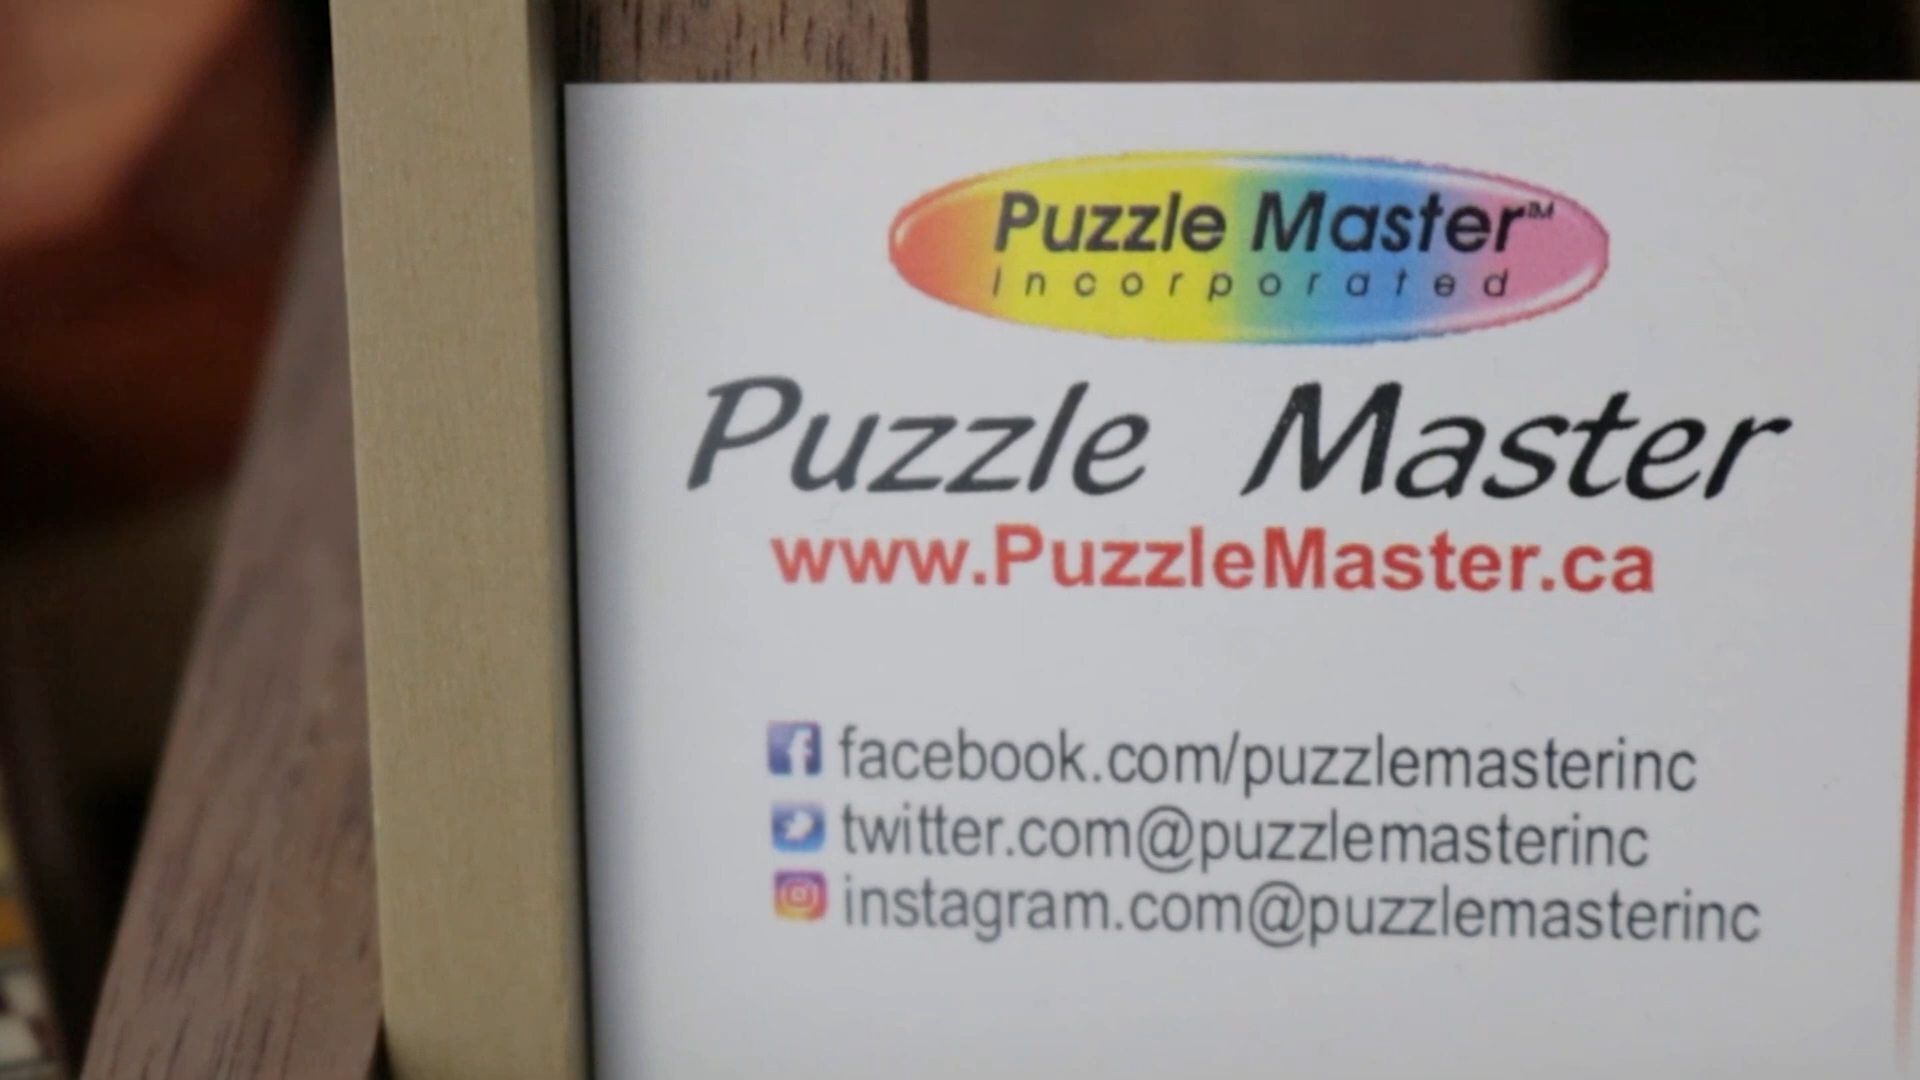 Puzzle Master™
Incorporated
Puzzle Master
www.PuzzleMaster.ca
facebook.com/puzzlemasterinc
twitter.com@puzzlemasterinc
instagram.com@puzzlemasterinc